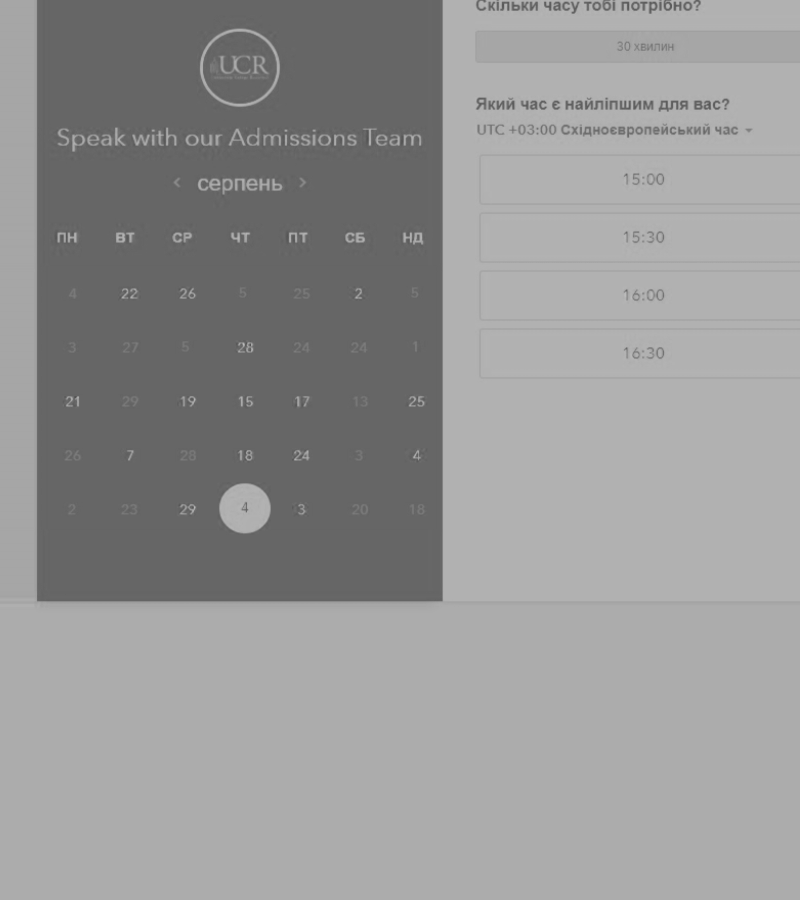 UCR
Speak with our Admissions Team
серпень
ПН ВТ СР ЧТ ПТ СБ НД
4 22 26 5 25 2 5
3 27 5 28 24 24 1
21 29 19 15 17 13 25
26 7 28 18 24 3 4
2 23 29 4 3 20 18
Скільки часу тобі потрібно?
30 хвилин
Який час є найліпшим для вас?
UTC +03:00 Східноєвропейський час
15:00
15:30
16:00
16:30